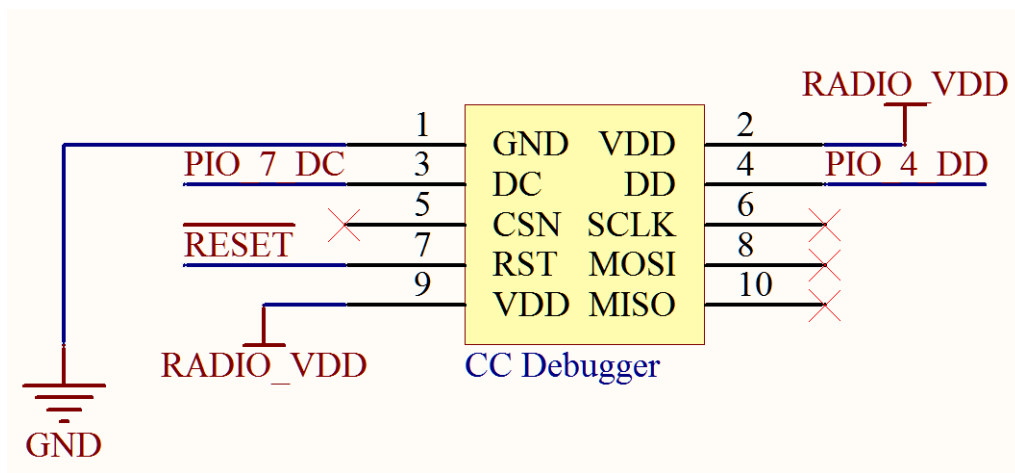 RADIO_VDD
1 GND VDD 2
PIO_7_DC 3 DC DD 4 PIO_4_DD
5 CSN SCLK 6
RESET 7 RST MOSI 8
9 VDD MISO 10
RADIO_VDD CC Debugger
GND